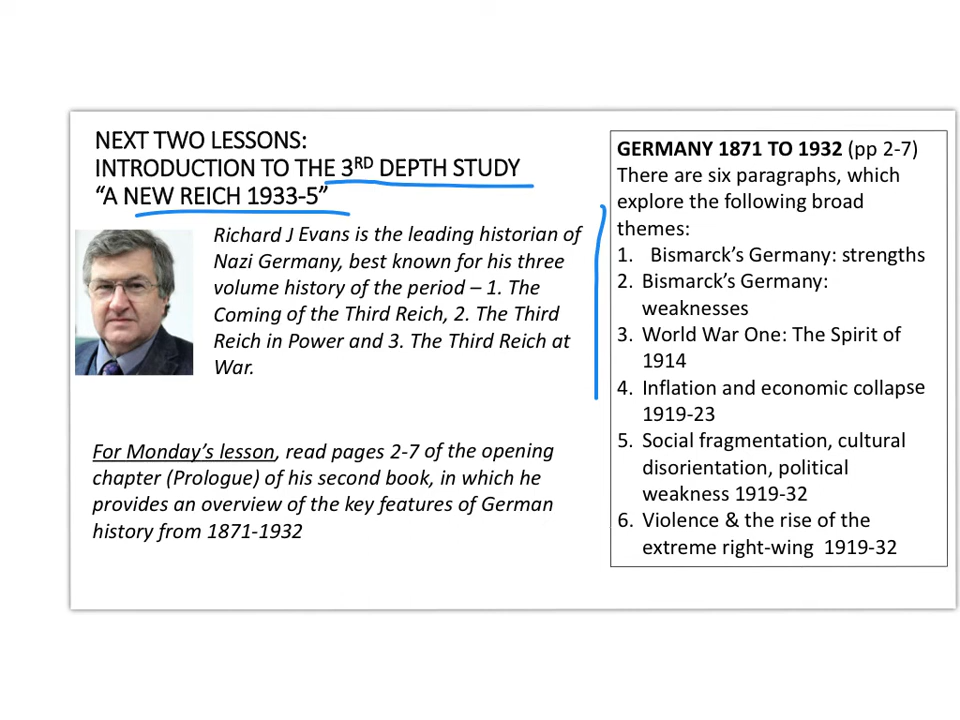 NEXT TWO LESSONS:
INTRODUCTION TO THE 3RD DEPTH STUDY
“A NEW REICH 1933-5”
Richard J Evans is the leading historian of
Nazi Germany, best known for his three
volume history of the period – 1. The
Coming of the Third Reich, 2. The Third
Reich in Power and 3. The Third Reich at
War.
For Monday’s lesson, read pages 2-7 of the opening
chapter (Prologue) of his second book, in which he
provides an overview of the key features of German
history from 1871-1932
GERMANY 1871 TO 1932 (pp 2-7)
There are six paragraphs, which
explore the following broad
themes:
1. Bismarck’s Germany: strengths
2. Bismarck’s Germany:
weaknesses
3. World War One: The Spirit of
1914
4. Inflation and economic collapse
1919-23
5. Social fragmentation, cultural
disorientation, political
weakness 1919-32
6. Violence & the rise of the
extreme right-wing 1919-32